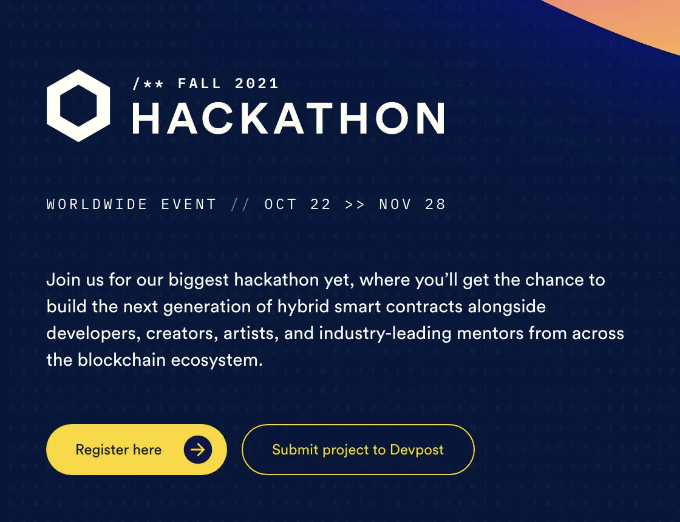 /** FALL 2021
HACKATHON
WORLDWIDE EVENT // OCT 22 >> NOV 28
Join us for our biggest hackathon yet, where you’ll get the chance to
build the next generation of hybrid smart contracts alongside
developers, creators, artists, and industry-leading mentors from across
the blockchain ecosystem.
Register here
Submit project to Devpost